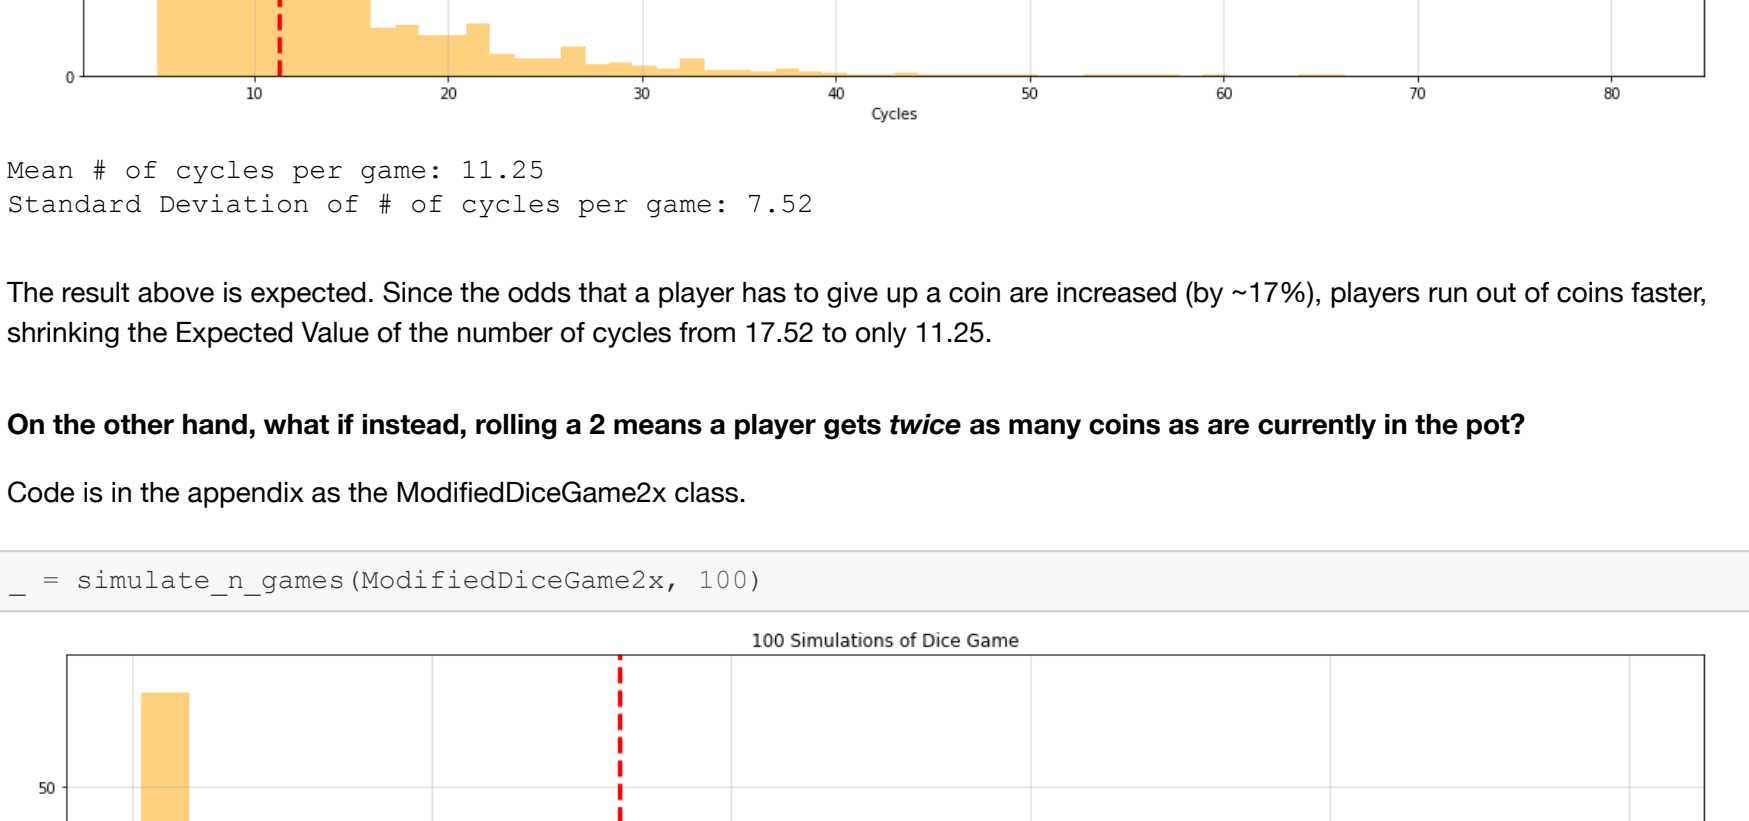 0
10 20 30 40 50 60 70 80
Cycles
Mean # of cycles per game: 11.25
Standard Deviation of # of cycles per game: 7.52
The result above is expected. Since the odds that a player has to give up a coin are increased (by ~17%), players run out of coins faster,
shrinking the Expected Value of the number of cycles from 17.52 to only 11.25.
On the other hand, what if instead, rolling a 2 means a player gets twice as many coins as are currently in the pot?
Code is in the appendix as the ModifiedDiceGame2x class.
_ = simulate_n_games(ModifiedDiceGame2x, 100)
100 Simulations of Dice Game
50